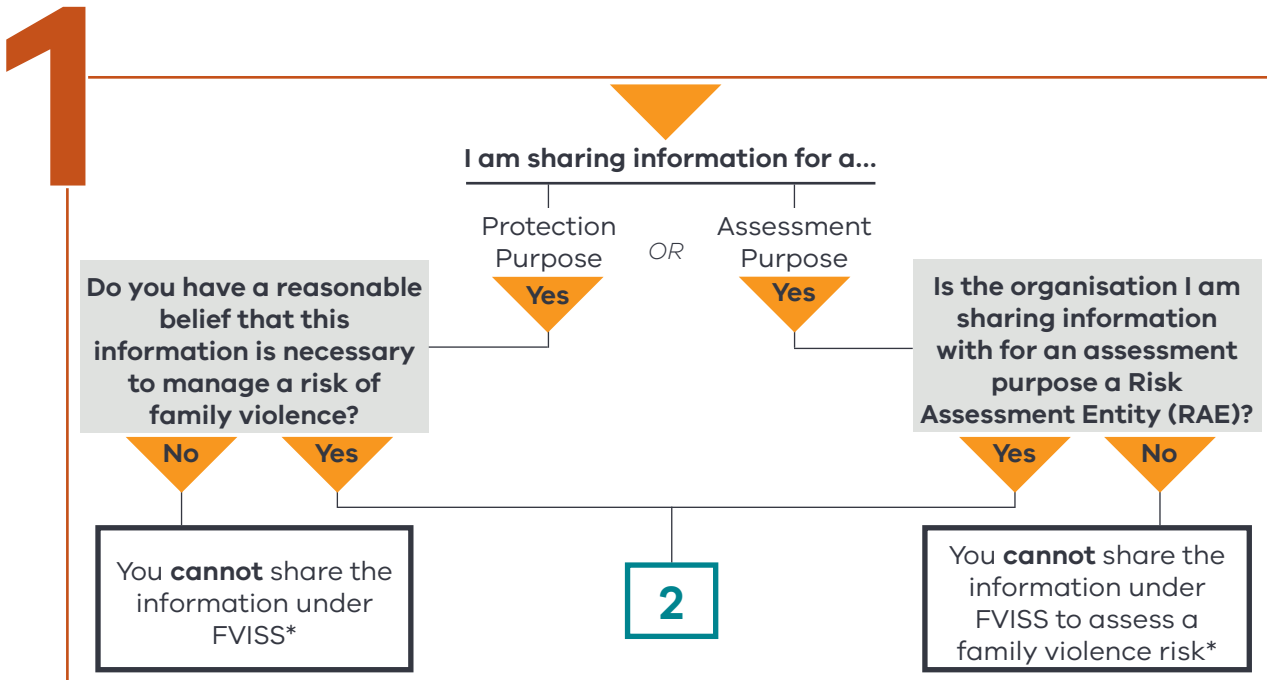 1
I am sharing information for a...
Protection
Purpose
OR
Assessment
Purpose
Yes
Yes
Do you have a reasonable
belief that this
information is necessary
to manage a risk of
family violence?
Is the organisation I am
sharing information
with for an assessment
purpose a Risk
Assessment Entity (RAE)?
No
Yes
Yes
No
You cannot share the
information under
FVISS*
2
You cannot share the
information under
FVISS to assess a
family violence risk*